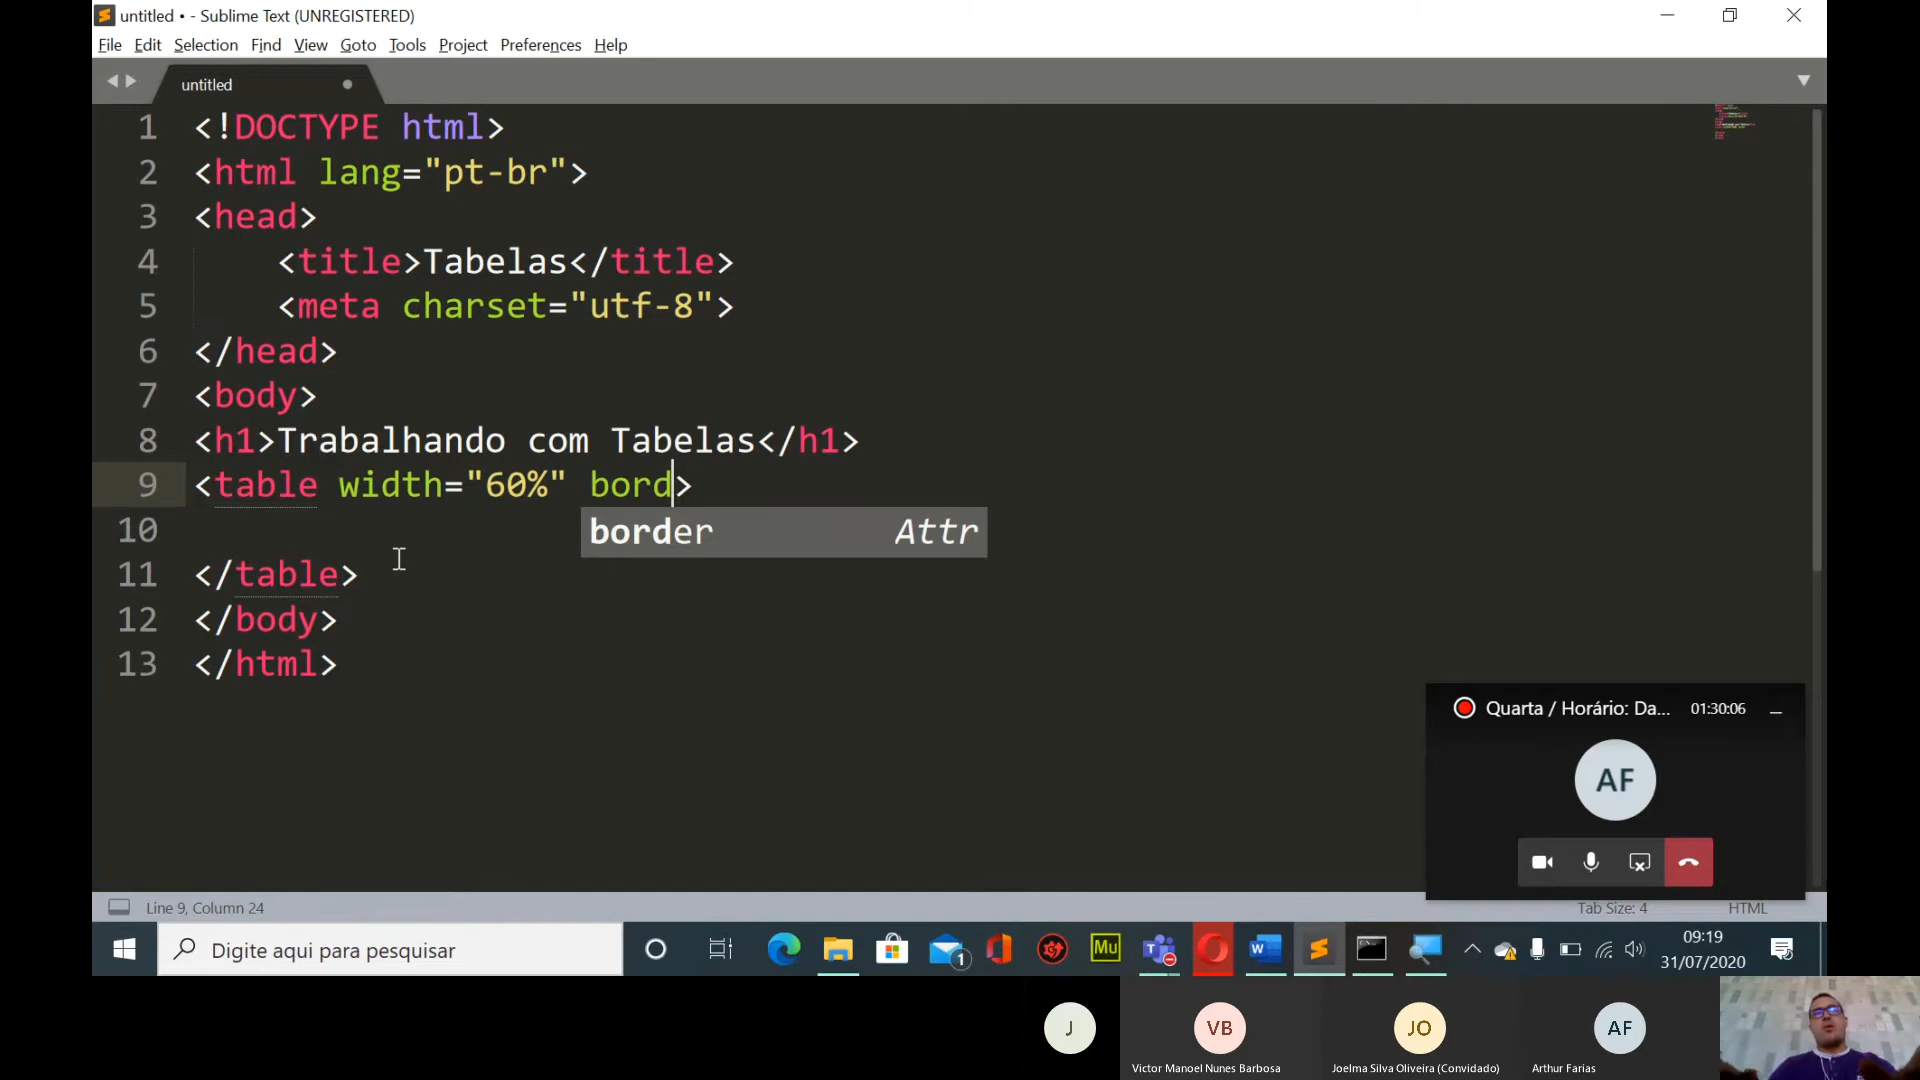 untitled • - Sublime Text (UNREGISTERED)
File Edit Selection Find View Goto Tools Project Preferences Help
untitled
1 <!DOCTYPE html>
2 <html lang="pt-br">
3 <head>
4 <title>Tabelas</title>
5 <meta charset="utf-8">
6 </head>
7 <body>
8 <h1>Trabalhando com Tabelas</h1>
9 <table width="60%" bord>
border Attr
10
11 </table>
12 </body>
13 </html>
Quarta / Horário: Da... 01:30:06
AF
Line 9, Column 24
Tab Size: 4 HTML
Digite aqui para pesquisar
1
Mu
09:19
31/07/2020
J
VB
JO
AF
Victor Manoel Nunes Barbosa
Joelma Silva Oliveira (Convidado)
Arthur Farias